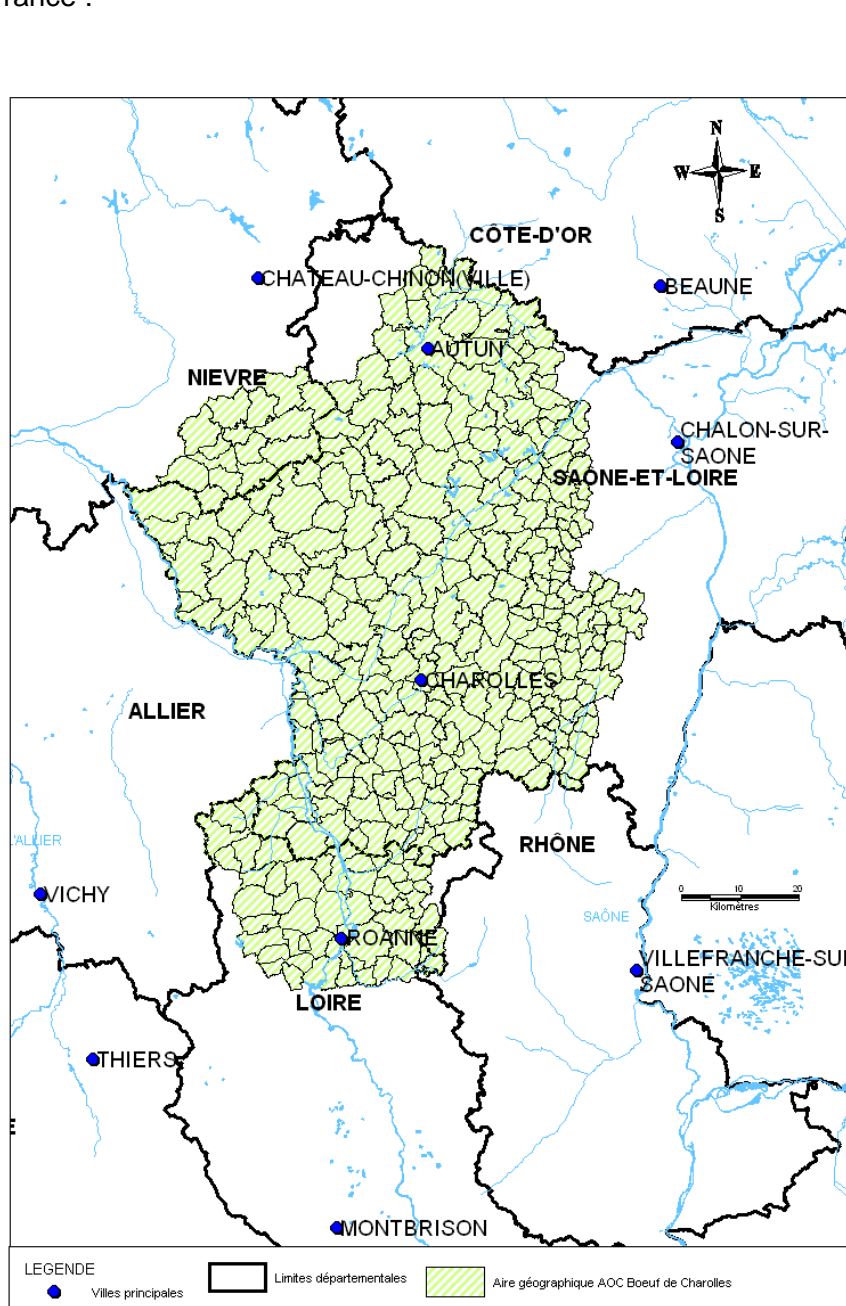 rance :
N
W E
S
CÔTE-D'OR
CHATEAU-CHINON(VILLE)
BEAUNE
AUTUN
NIEVRE
CHALON-SUR-
SAONE
SAONE-ET-LOIRE
CHAROLLES
ALLIER
L'ALLIER
RHÔNE
VICHY
0 10 20
Kilomètres
SAÔNE
ROANNE
VILLEFRANCHE-SUR
SAONE
LOIRE
THIERS
E
MONTBRISON
LEGENDE
Villes principales
Limites départementales
Aire géographique AOC Boeuf de Charolles